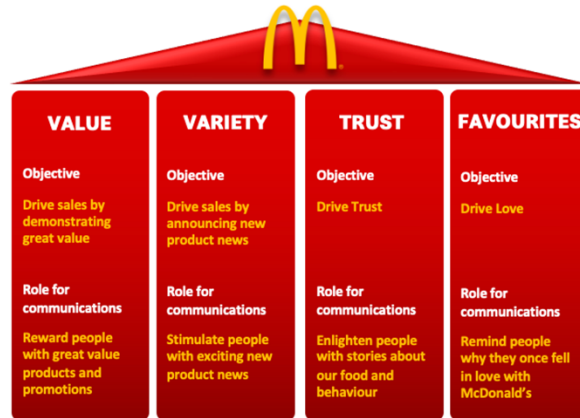 VALUE
Objective
Drive sales by
demonstrating
great value
Role for
communications
Reward people
with great value
products and
promotions
VARIETY
Objective
Drive sales by
announcing new
product news
Role for
communications
Stimulate people
with exciting new
product news
TRUST
Objective
Drive Trust
Role for
communications
Enlighten people
with stories about
our food and
behaviour
FAVOURITES
Objective
Drive Love
Role for
communications
Remind people
why they once fell
in love with
McDonald's